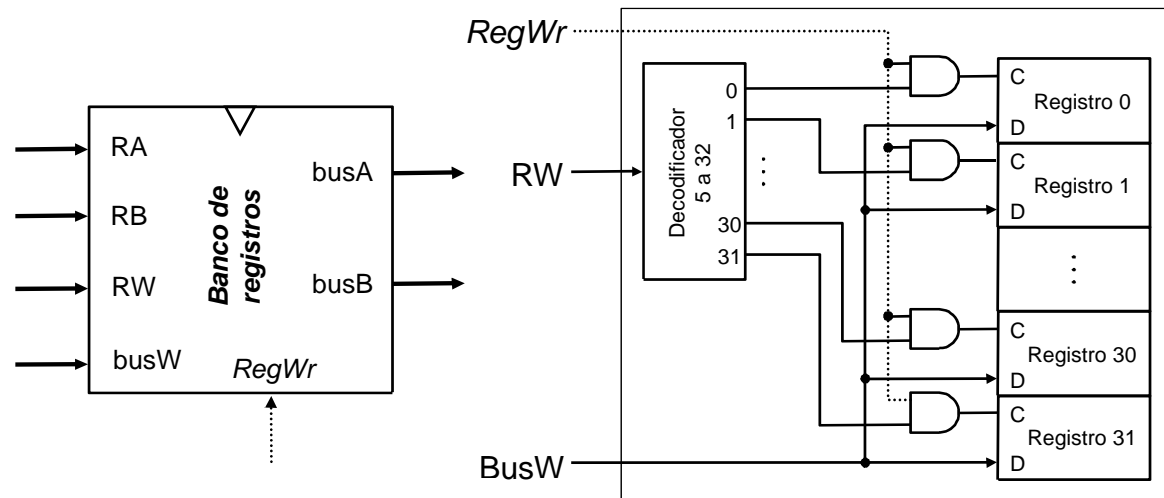 RA
RB
RW
busW
busA
busB
Banco de
registros
RegWr
RegWr
RW
BusW
Decodificador
5 a 32
0
1
⋮
30
31
C
Registro 0
D
C
Registro 1
D
⋮
C
Registro 30
D
C
Registro 31
D